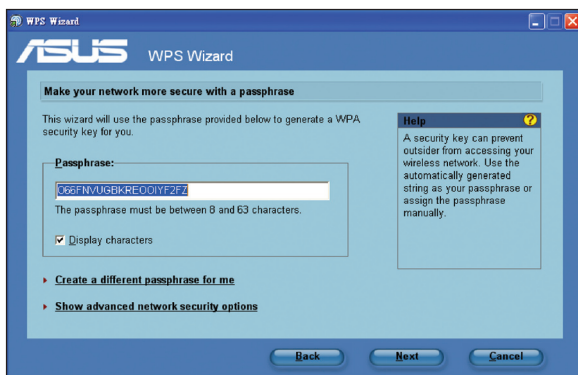 WPS Wizard
ASUS WPS Wizard
Make your network more secure with a passphrase
This wizard will use the passphrase provided below to generate a WPA
security key for you.
Passphrase:
O66FNVUGBKREOOIYF2FZ
The passphrase must be between 8 and 63 characters.
Display characters
Create a different passphrase for me
Show advanced network security options
Help
A security key can prevent
outsider from accessing your
wireless network. Use the
automatically generated
string as your passphrase or
assign the passphrase
manually.
Back Next Cancel